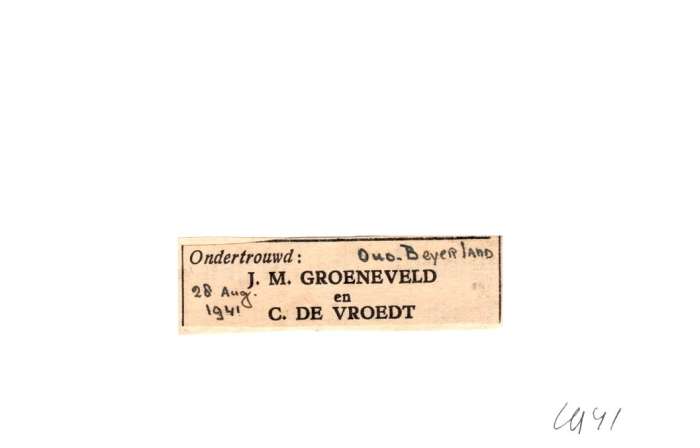 Ondertrouwd: Oud-Beyerland
J. M. GROENEVELD
28 Aug. en
1941 C. DE VROEDT
1941